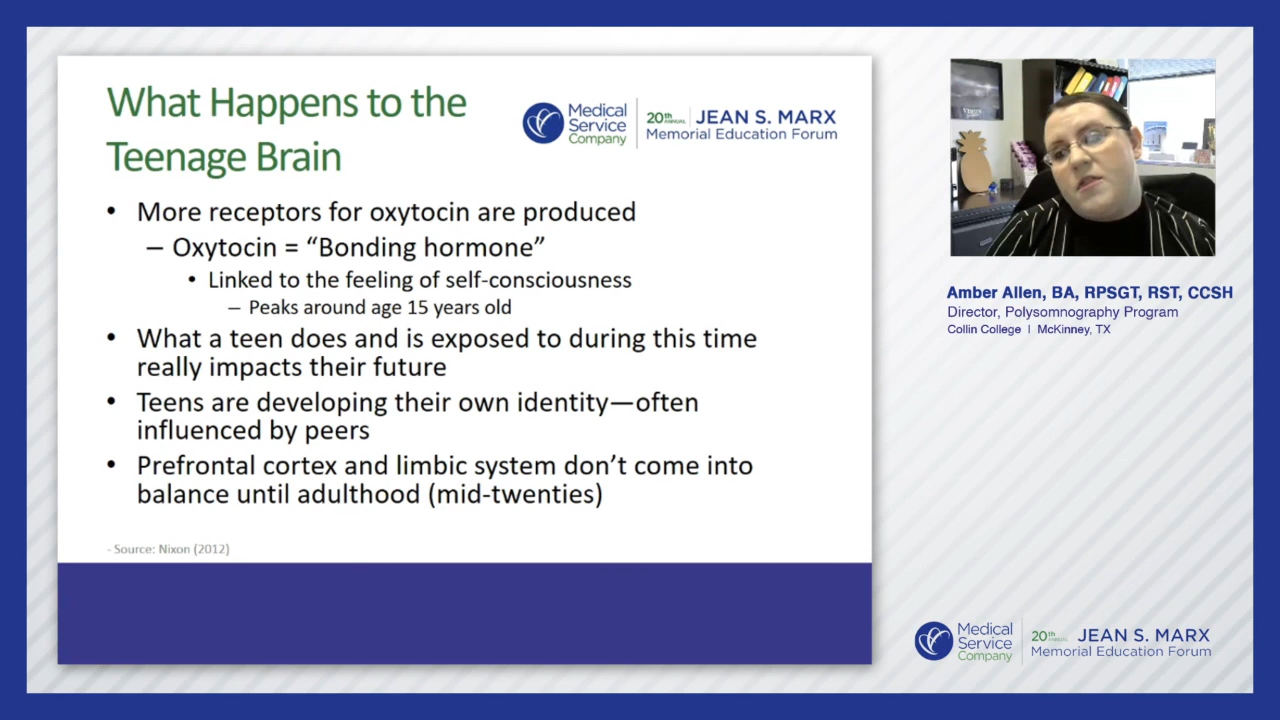 What Happens to the
Teenage Brain
Medical
Service
Company
20th ANNUAL JEAN S. MARX
Memorial Education Forum
• More receptors for oxytocin are produced
– Oxytocin = “Bonding hormone”
• Linked to the feeling of self-consciousness
– Peaks around age 15 years old
• What a teen does and is exposed to during this time
really impacts their future
• Teens are developing their own identity—often
influenced by peers
• Prefrontal cortex and limbic system don’t come into
balance until adulthood (mid-twenties)
- Source: Nixon (2012)
Amber Allen, BA, RPSGT, RST, CCSH
Director, Polysomnography Program
Collin College | McKinney, TX
Medical
Service
Company
20th ANNUAL JEAN S. MARX
Memorial Education Forum